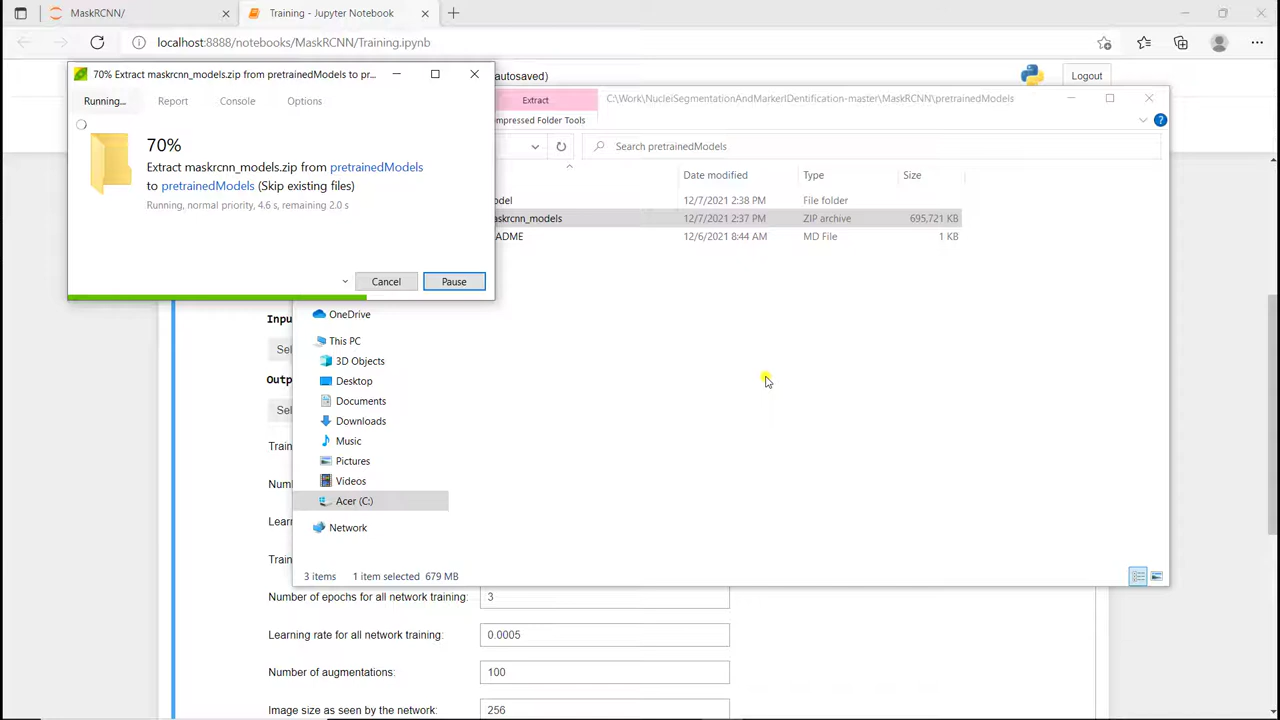 MaskRCNN/
Training - Jupyter Notebook
localhost:8888/notebooks/MaskRCNN/Training.ipynb
70% Extract maskrcnn_models.zip from pretrainedModels to pr...
autosaved)
Logout
Running...
Report
Console
Options
70%
Extract maskrcnn_models.zip from pretrainedModels
to pretrainedModels (Skip existing files)
Running, normal priority, 4.6 s, remaining 2.0 s
Cancel
Pause
Extract
C:\Work\NucleiSegmentationAndMarkerIDentification-master\MaskRCNN\pretrainedModels
mpressed Folder Tools
Search pretrainedModels
Date modified
Type
Size
odel
12/7/2021 2:38 PM
File folder
askrcnn_models
12/7/2021 2:37 PM
ZIP archive
695,721 KB
ADME
12/6/2021 8:44 AM
MD File
1 KB
OneDrive
This PC
3D Objects
Desktop
Documents
Downloads
Music
Pictures
Videos
Acer (C:)
Network
3 items
1 item selected 679 MB
Inpu
Sel
Outp
Sel
Train
Num
Lear
Train
Number of epochs for all network training:
3
Learning rate for all network training:
0.0005
Number of augmentations:
100
Image size as seen by the network:
256